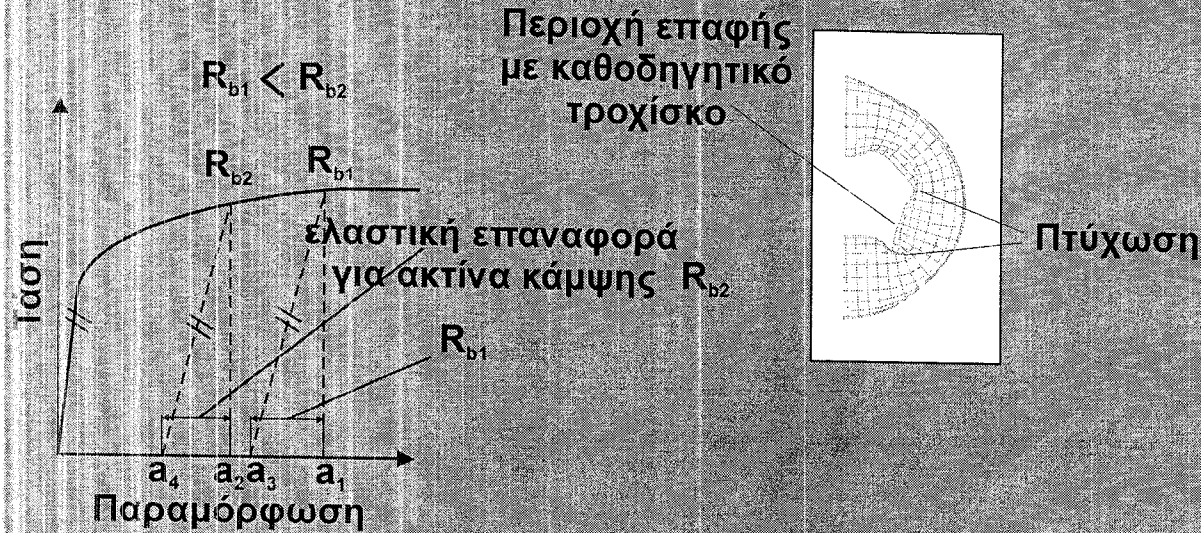 R_b1 < R_b2
R_b2
R_b1
ελαστική επαναφορά
για ακτίνα κάμψης R_b2
R_b1
Τάση
a_4 a_2 a_3 a_1
Παραμόρφωση
Περιοχή επαφής
με καθοδηγητικό
τροχίσκο
Πτύχωση